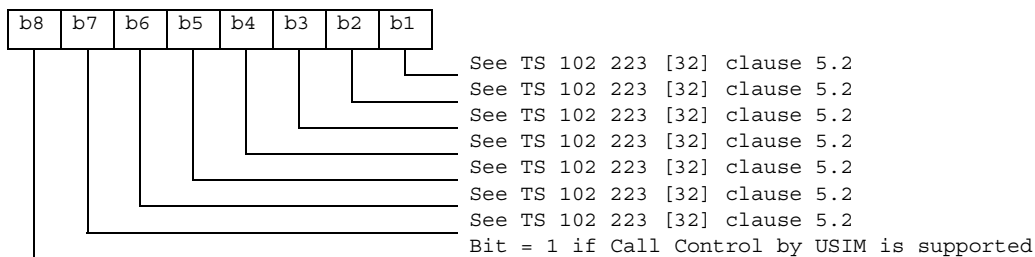 b8 b7 b6 b5 b4 b3 b2 b1
See TS 102 223 [32] clause 5.2
See TS 102 223 [32] clause 5.2
See TS 102 223 [32] clause 5.2
See TS 102 223 [32] clause 5.2
See TS 102 223 [32] clause 5.2
See TS 102 223 [32] clause 5.2
See TS 102 223 [32] clause 5.2
Bit = 1 if Call Control by USIM is supported